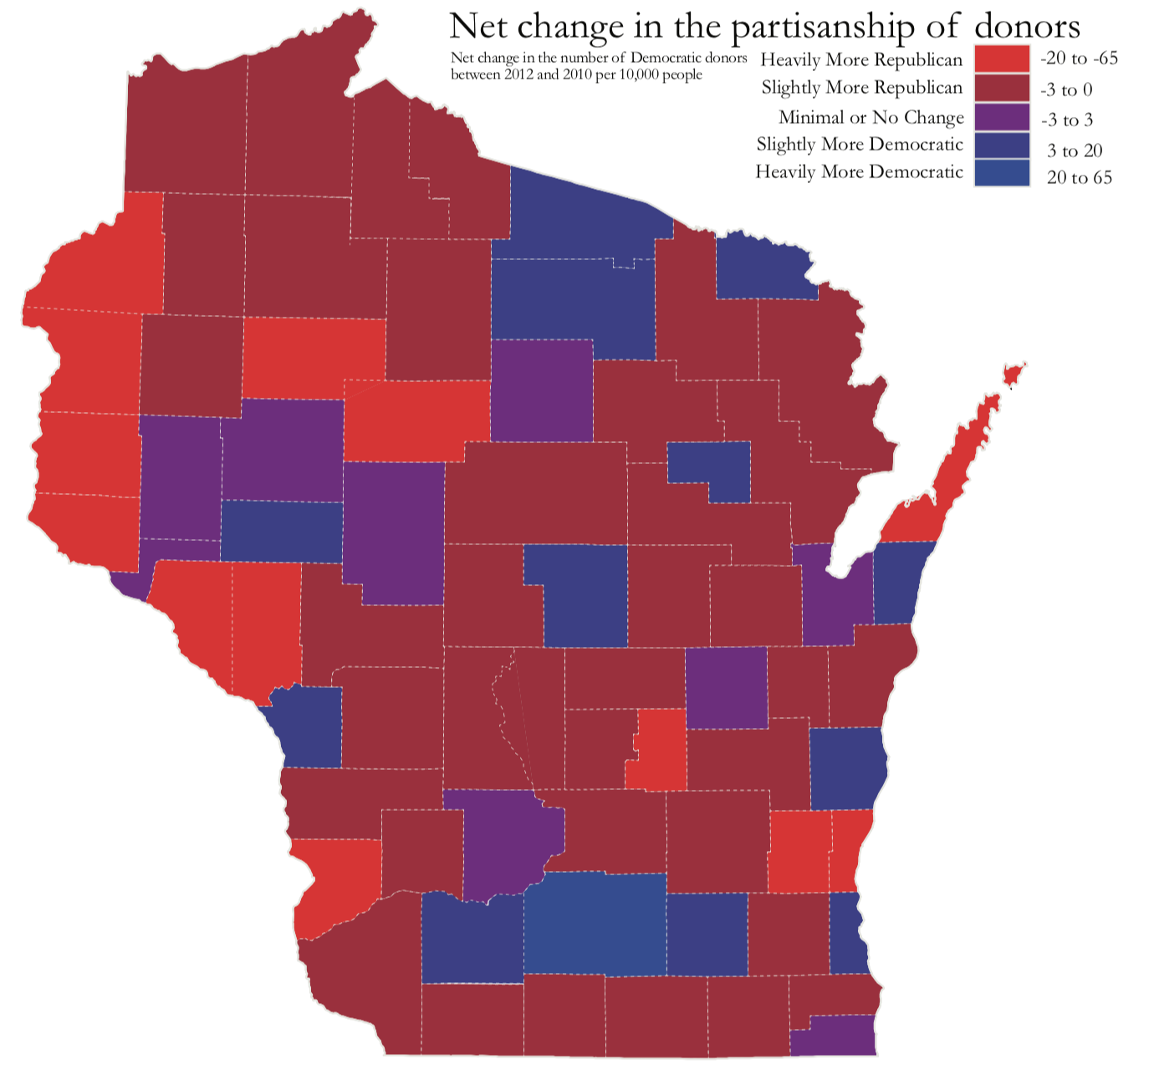 Net change in the partisanship of donors
Net change in the number of Democratic donors
between 2012 and 2010 per 10,000 people
Heavily More Republican -20 to -65
Slightly More Republican -3 to 0
Minimal or No Change -3 to 3
Slightly More Democratic 3 to 20
Heavily More Democratic 20 to 65